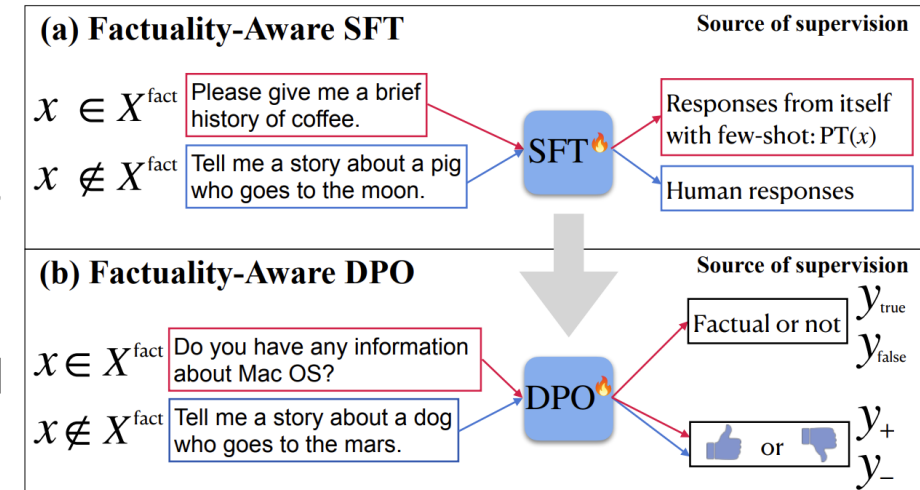 (a) Factuality-Aware SFT
Source of supervision
x ∈ X^fact
Please give me a brief
history of coffee.
x ∉ X^fact
Tell me a story about a pig
who goes to the moon.
SFT
Responses from itself
with few-shot: PT(x)
Human responses
(b) Factuality-Aware DPO
Source of supervision
x ∈ X^fact
Do you have any information
about Mac OS?
x ∉ X^fact
Tell me a story about a dog
who goes to the mars.
DPO
Factual or not
y_true
y_false
or
y_+
y_−